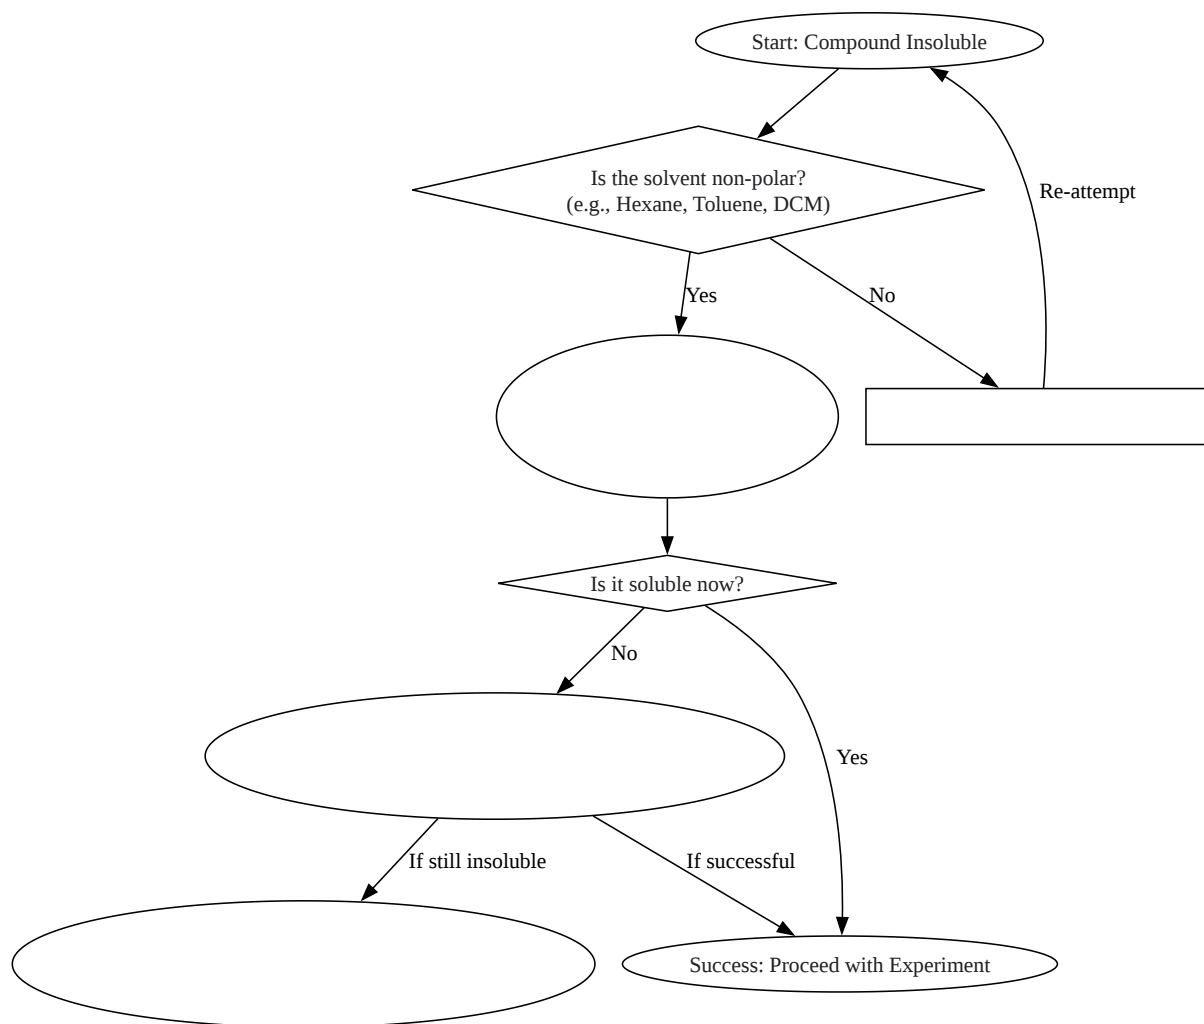 Start: Compound Insoluble
Is the solvent non-polar?
(e.g., Hexane, Toluene, DCM)
Re-attempt
Yes
No
Is it soluble now?
No
Yes
If still insoluble
If successful
Success: Proceed with Experiment